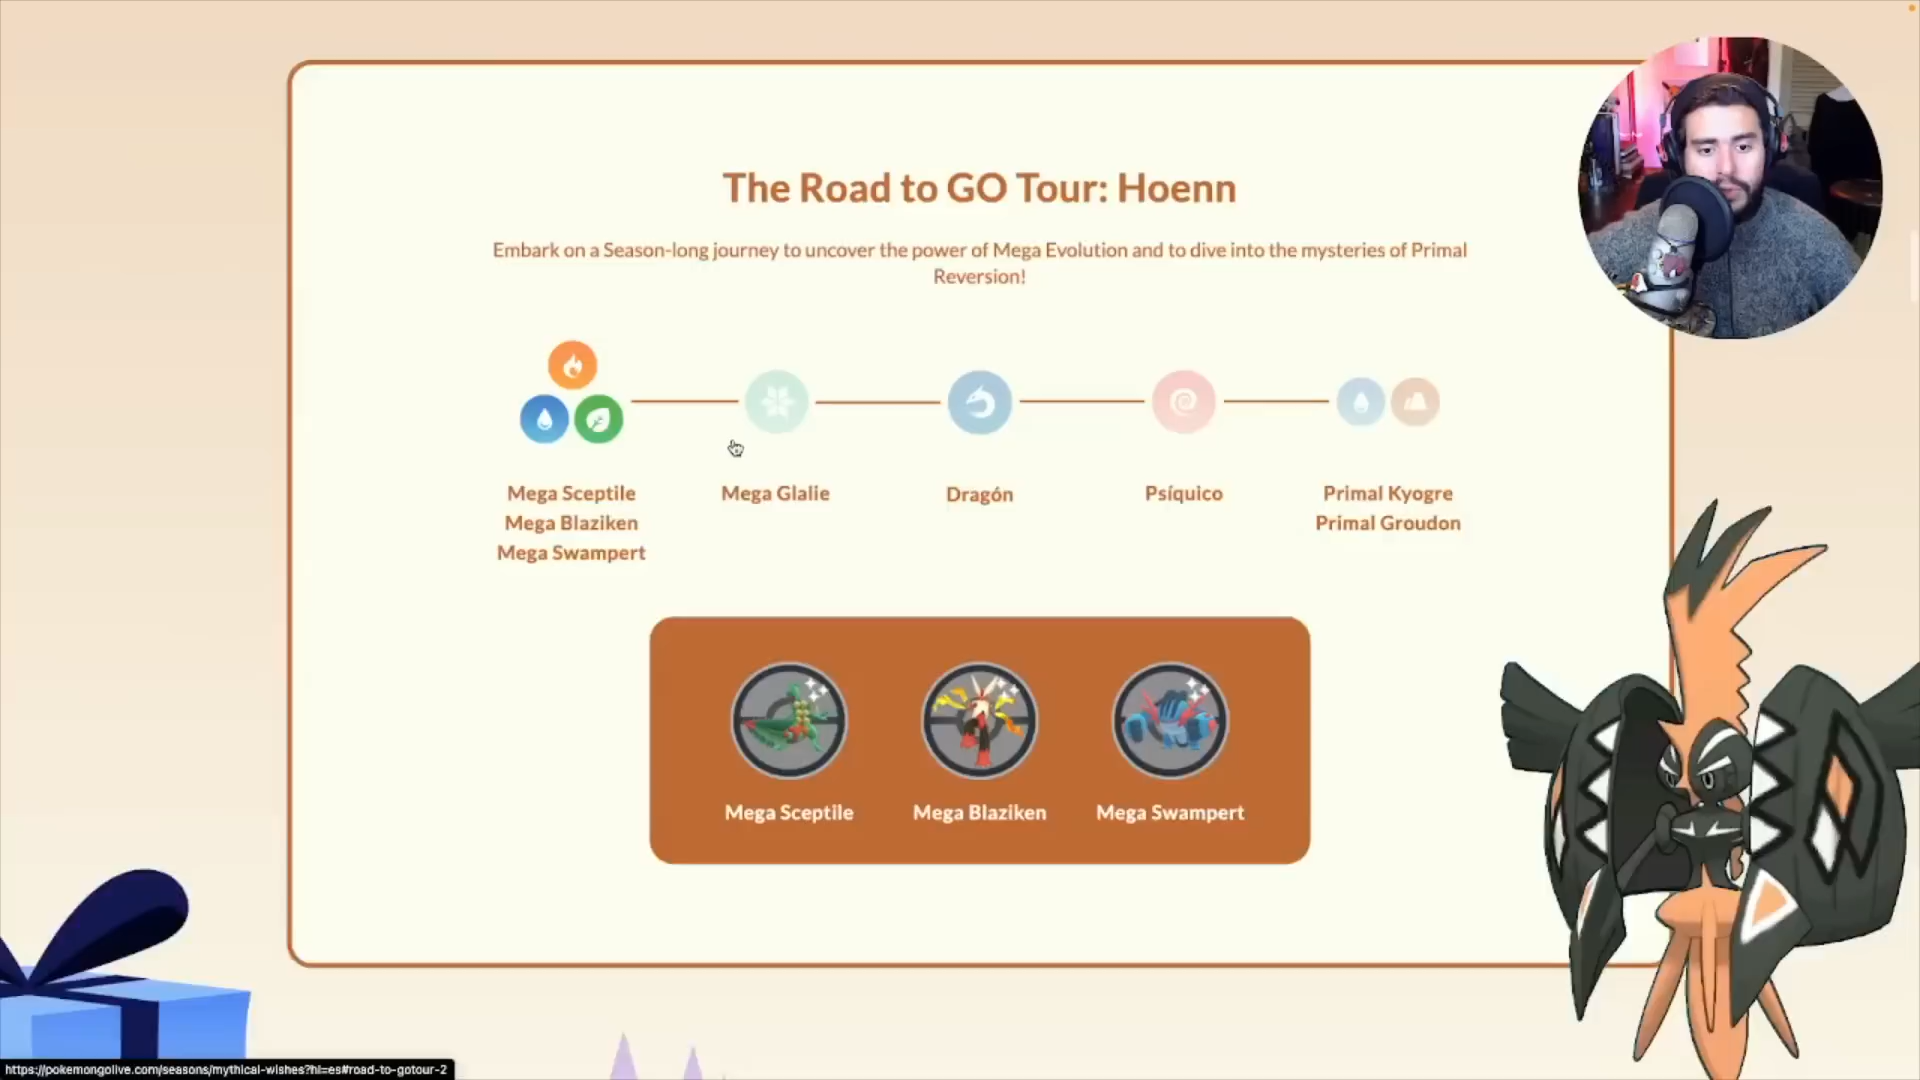 The Road to GO Tour: Hoenn
Embark on a Season-long journey to uncover the power of Mega Evolution and to dive into the mysteries of Primal
Reversion!
Mega Sceptile
Mega Blaziken
Mega Swampert
Mega Glalie
Dragón
Psíquico
Primal Kyogre
Primal Groudon
Mega Sceptile
Mega Blaziken
Mega Swampert
https://pokemongolive.com/seasons/mythical-wishes?hl=es#road-to-gotour-2